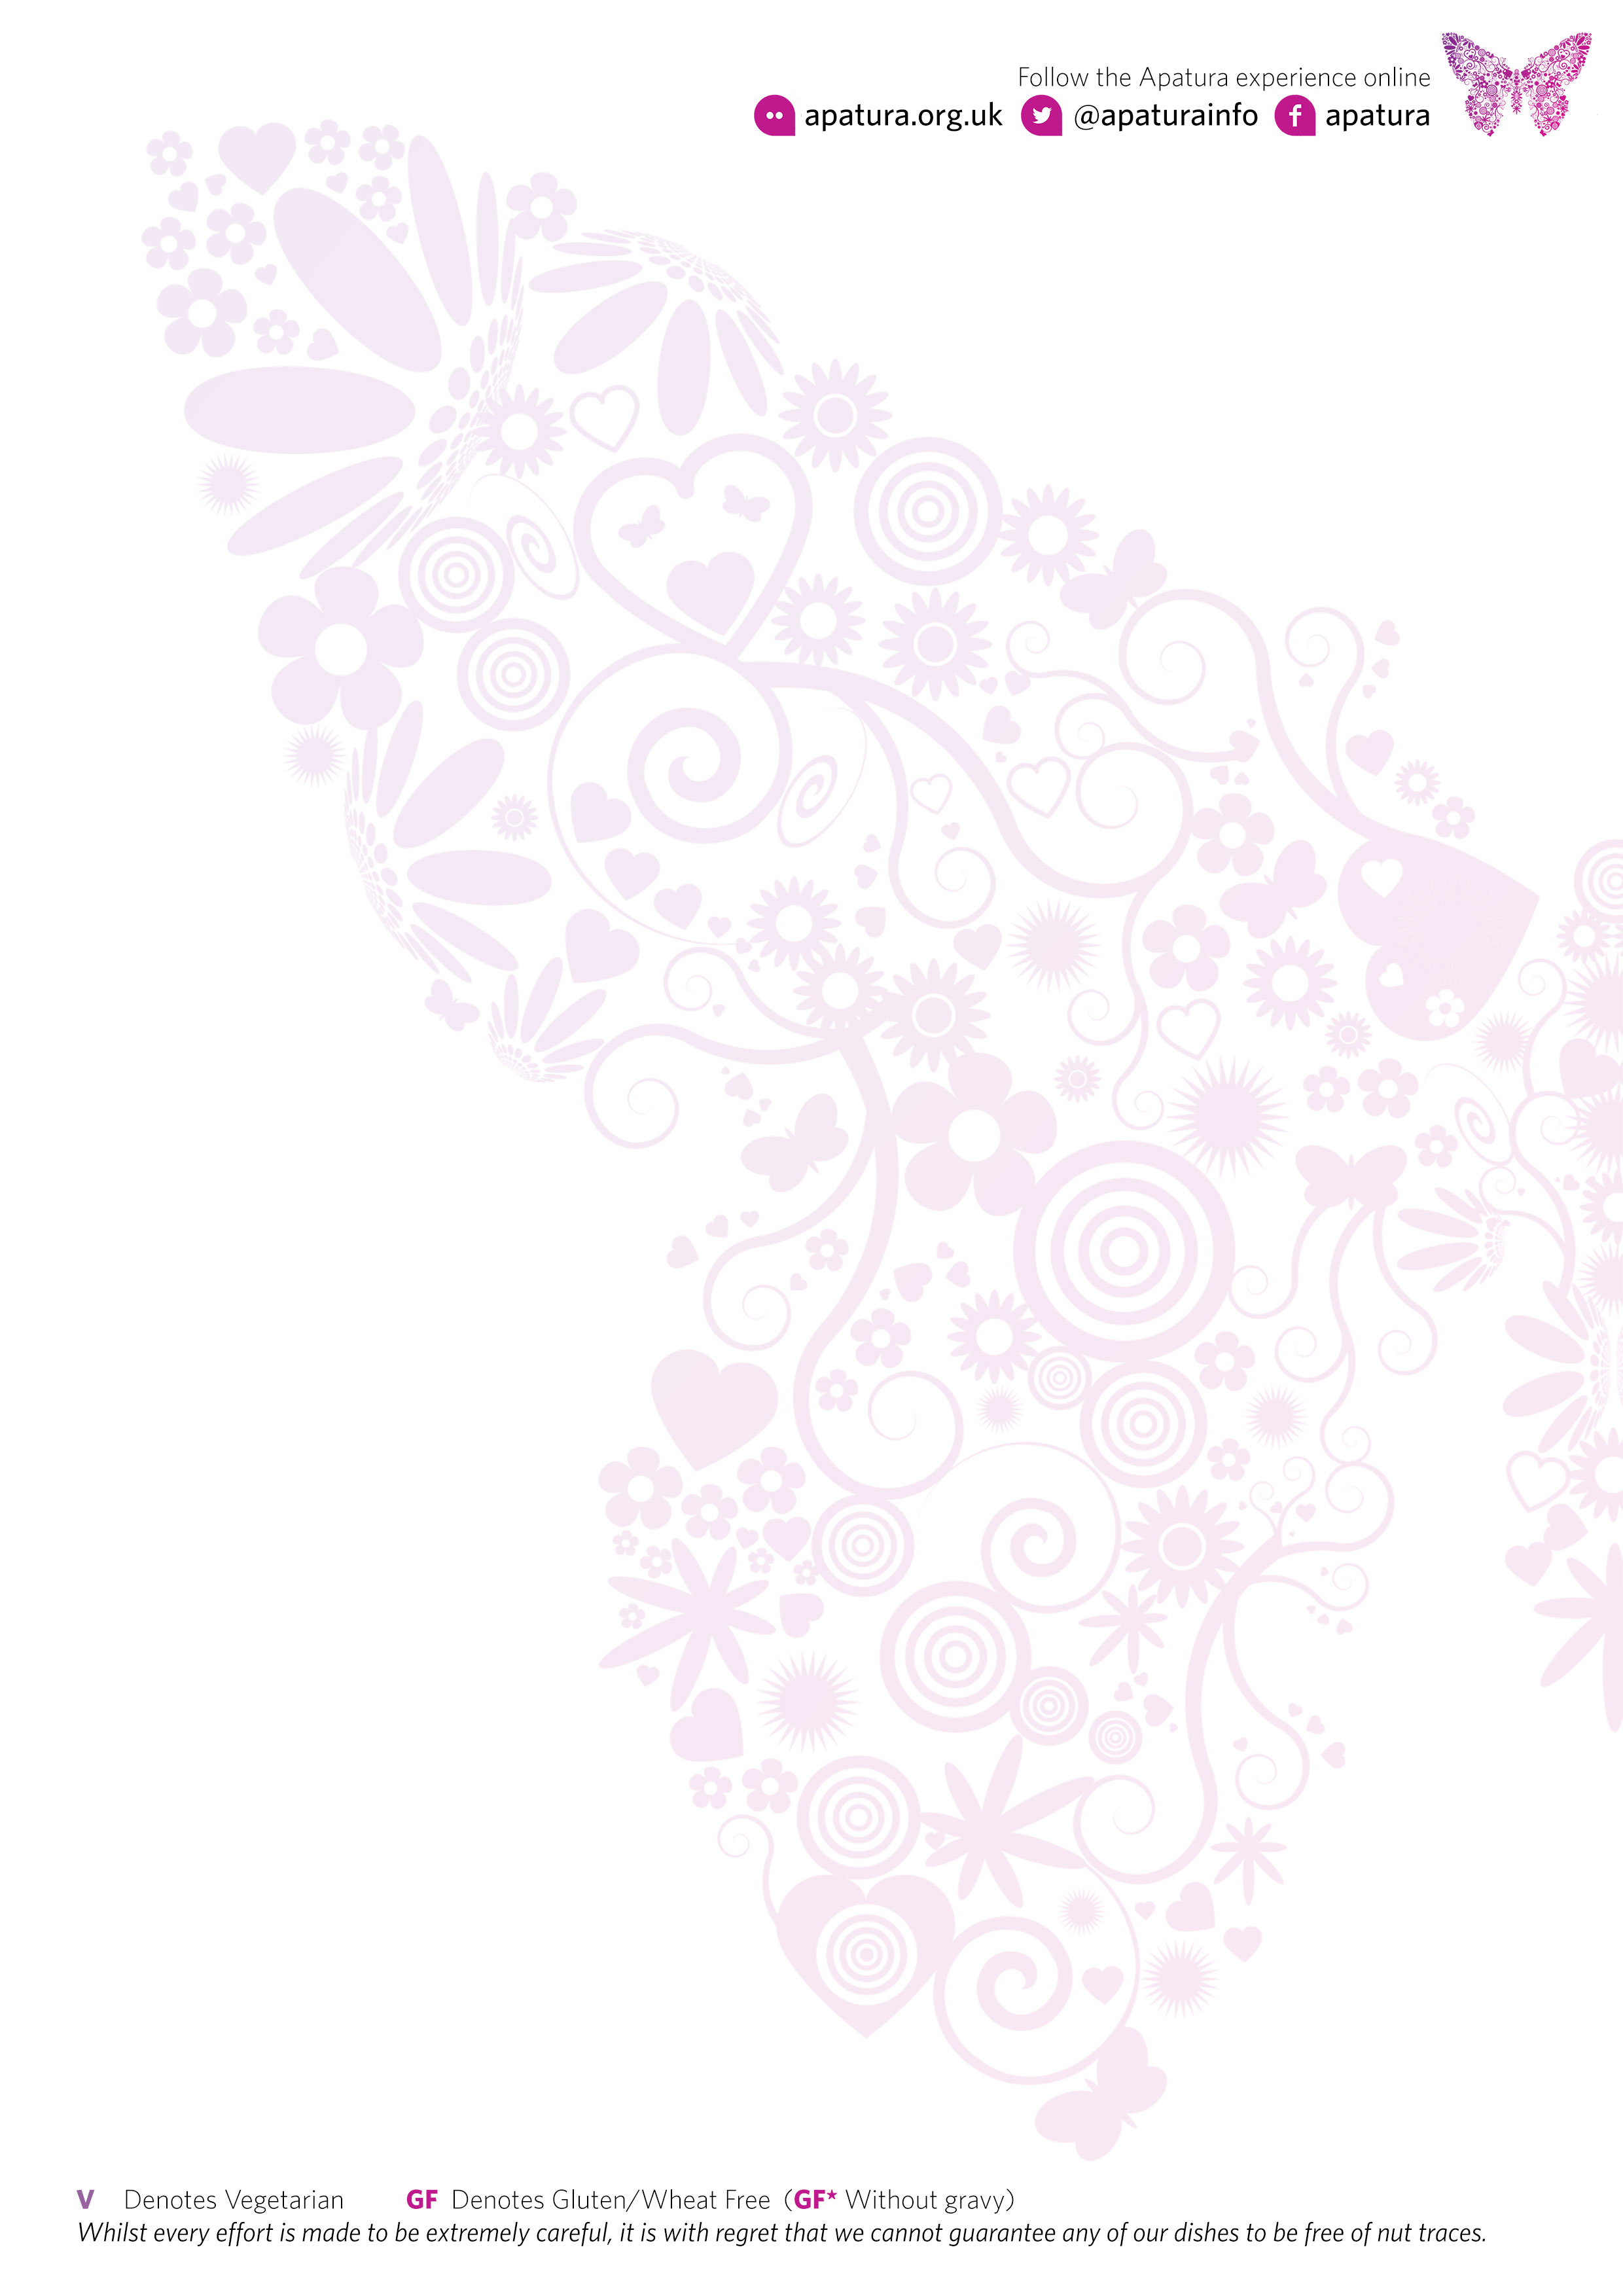 Follow the Apatura experience online
apatura.org.uk @apaturainfo f apatura
V Denotes Vegetarian GF Denotes Gluten/Wheat Free (GF* Without gravy)
Whilst every effort is made to be extremely careful, it is with regret that we cannot guarantee any of our dishes to be free of nut traces.